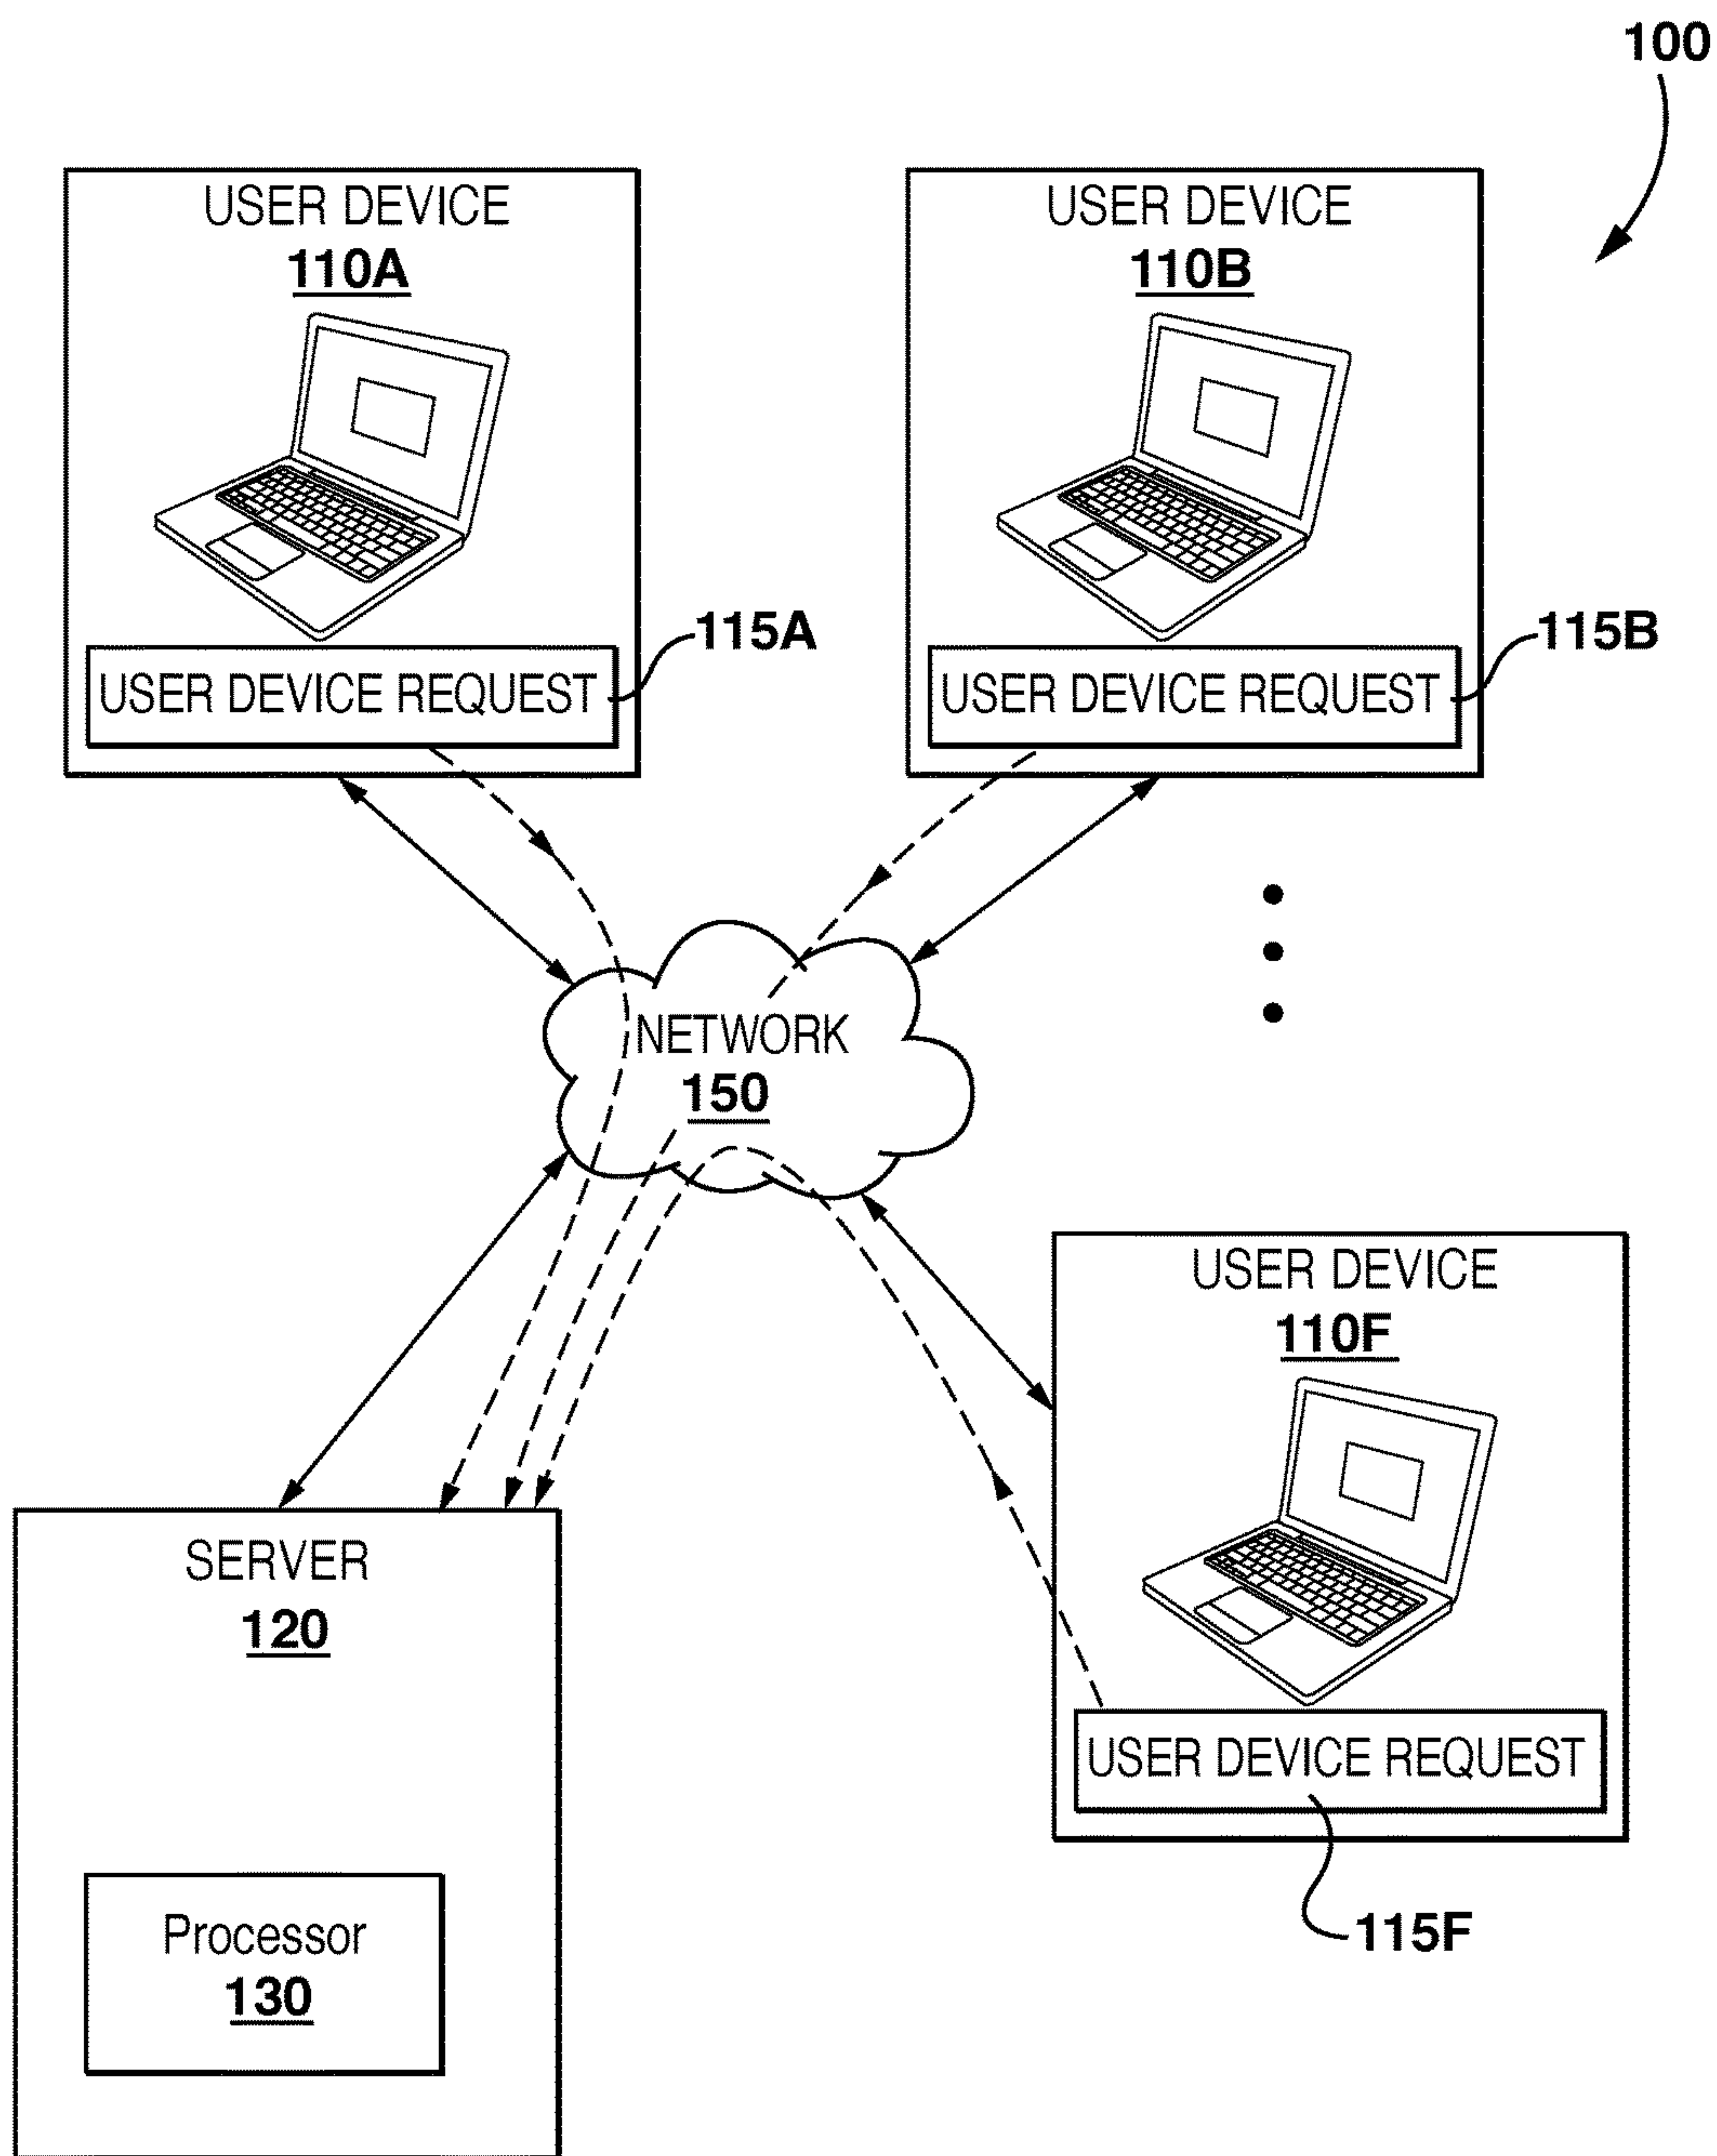 100
USER DEVICE
110A
USER DEVICE REQUEST
115A
USER DEVICE
110B
USER DEVICE REQUEST
115B
NETWORK
150
USER DEVICE
110F
USER DEVICE REQUEST
115F
SERVER
120
Processor
130